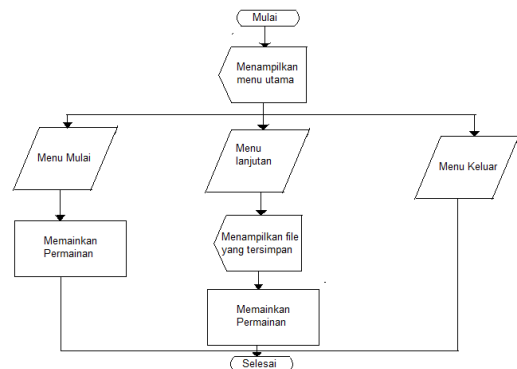 Mulai
Menampilkan
menu utama
Menu Mulai
Menu
lanjutan
Menu Keluar
Memainkan
Permainan
Menampilkan file
yang tersimpan
Memainkan
Permainan
Selesai